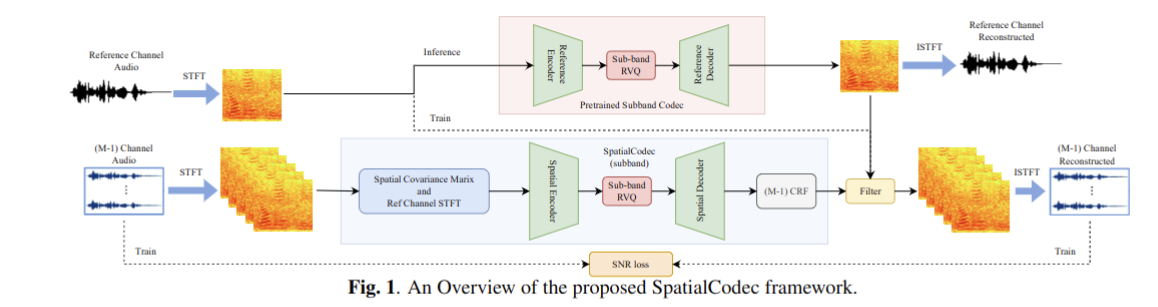 Reference Channel
Audio
STFT
Inference
Train
Reference
Encoder
Sub-band
RVQ
Reference
Decoder
Pretrained Subband Codec
ISTFT
Reference Channel
Reconstructed
(M-1) Channel
Audio
STFT
Spatial Covariance Marix
and
Ref Channel STFT
Spatial Encoder
SpatialCodec
(subband)
Sub-band
RVQ
Spatial Decoder
(M-1) CRF
Filter
ISTFT
(M-1) Channel
Reconstructed
Train
SNR loss
Train
Fig. 1. An Overview of the proposed SpatialCodec framework.